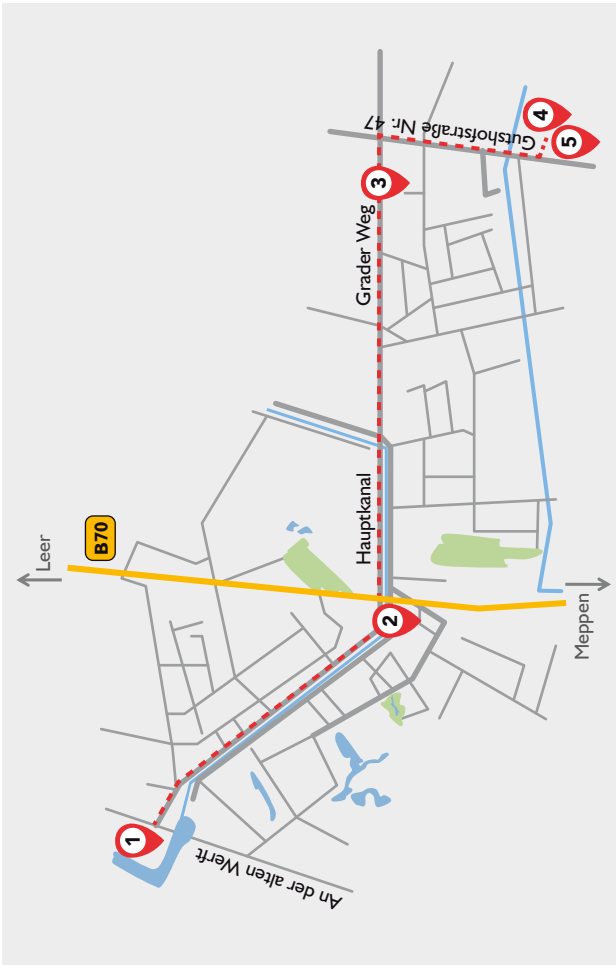 Leer
B70
Meppen
An der alten Werft
Hauptkanal
Grader Weg
Gutshofstraße Nr. 47
1
2
3
4
5